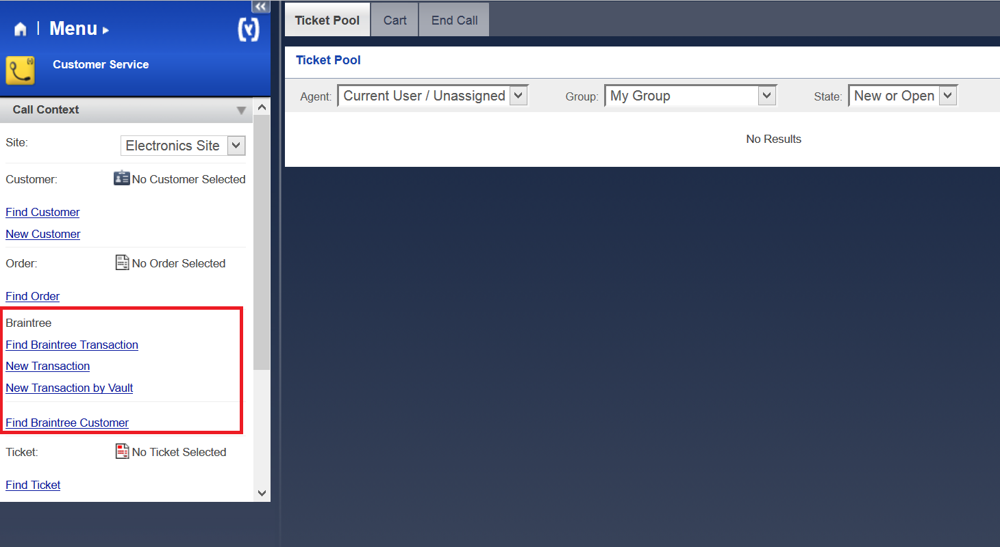 Menu
Customer Service
Call Context
Site: Electronics Site
Customer: No Customer Selected
Find Customer
New Customer
Order: No Order Selected
Find Order
Braintree
Find Braintree Transaction
New Transaction
New Transaction by Vault
Find Braintree Customer
Ticket: No Ticket Selected
Find Ticket
Ticket Pool Cart End Call
Ticket Pool
Agent: Current User / Unassigned Group: My Group State: New or Open
No Results